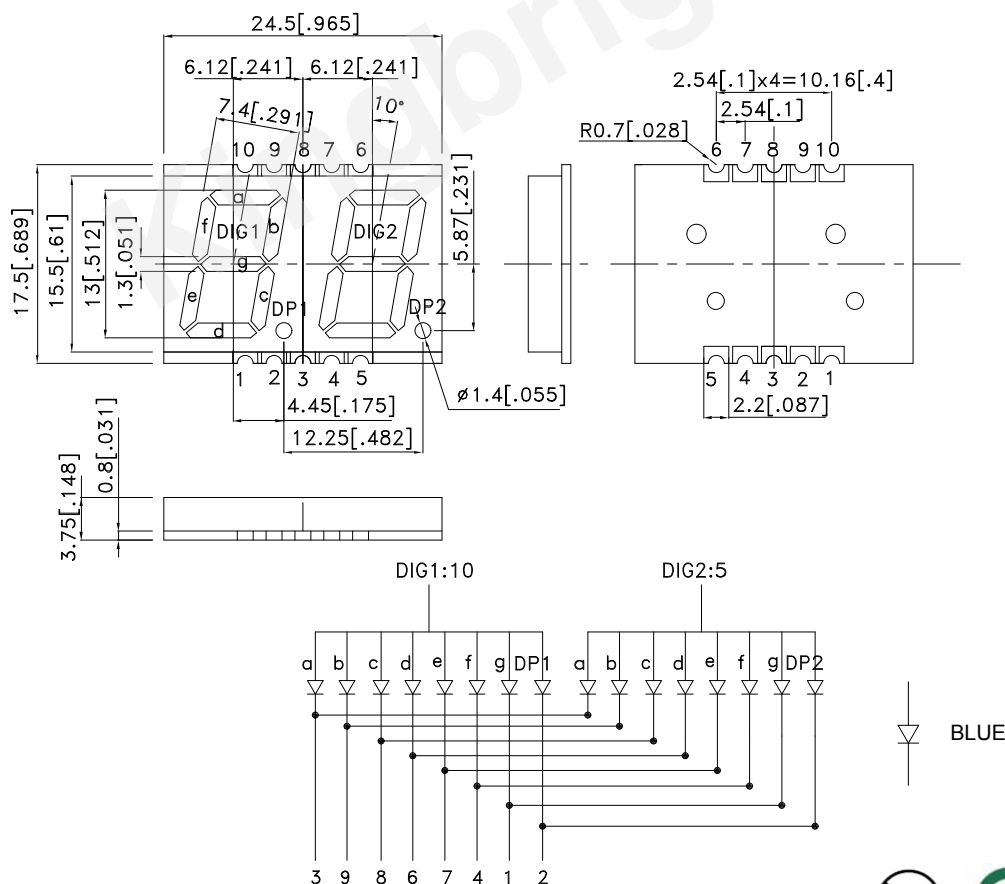 24.5[.965]
6.12[.241] 6.12[.241]
7.4[.291]
10°
10 9 8 7 6
17.5[.689]
15.5[.61]
13[.512]
1.3[.051]
a
f DIG1 b
g
e c
d
DP1
DIG2
DP2
5.87[.231]
1 2 3 4 5
4.45[.175]
12.25[.482]
ø1.4[.055]
2.54[.1]x4=10.16[.4]
2.54[.1]
R0.7[.028]
6 7 8 9 10
5 4 3 2 1
2.2[.087]
3.75[.148]
0.8[.031]
DIG1:10 DIG2:5
a b c d e f g DP1 a b c d e f g DP2
BLUE
3 9 8 6 7 4 1 2
Kingbrig